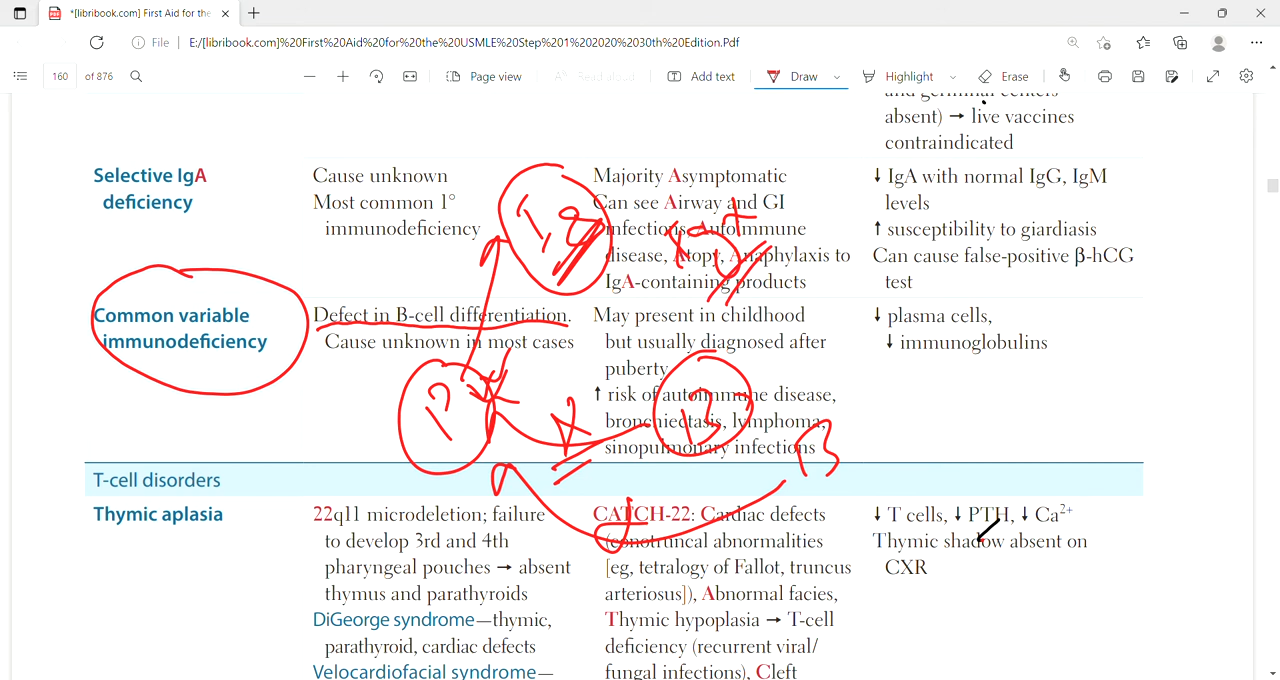 *[libribook.com] First Aid for the
File E:/[libribook.com]%20First%20Aid%20for%20the%20USMLE%20Step%201%202020%2030th%20Edition.Pdf
160 of 876 Page view Read aloud Add text Draw Highlight Erase
and germinal centers
absent) → live vaccines
contraindicated
Selective IgA
deficiency
Cause unknown
Most common 1°
immunodeficiency
Majority Asymptomatic
Can see Airway and GI
infections, Autoimmune
disease, Atopy, Anaphylaxis to
IgA-containing products
↓ IgA with normal IgG, IgM
levels
↑ susceptibility to giardiasis
Can cause false-positive β-hCG
test
Common variable
immunodeficiency
Defect in B-cell differentiation.
Cause unknown in most cases
May present in childhood
but usually diagnosed after
puberty
↑ risk of autoimmune disease,
bronchiectasis, lymphoma,
sinopulmonary infections
↓ plasma cells,
↓ immunoglobulins
T-cell disorders
Thymic aplasia
22q11 microdeletion; failure
to develop 3rd and 4th
pharyngeal pouches → absent
thymus and parathyroids
DiGeorge syndrome—thymic,
parathyroid, cardiac defects
Velocardiofacial syndrome—
CATCH-22: Cardiac defects
(conotruncal abnormalities
[eg, tetralogy of Fallot, truncus
arteriosus]), Abnormal facies,
Thymic hypoplasia → T-cell
deficiency (recurrent viral/
fungal infections), Cleft
↓ T cells, ↓ PTH, ↓ Ca2+
Thymic shadow absent on
CXR